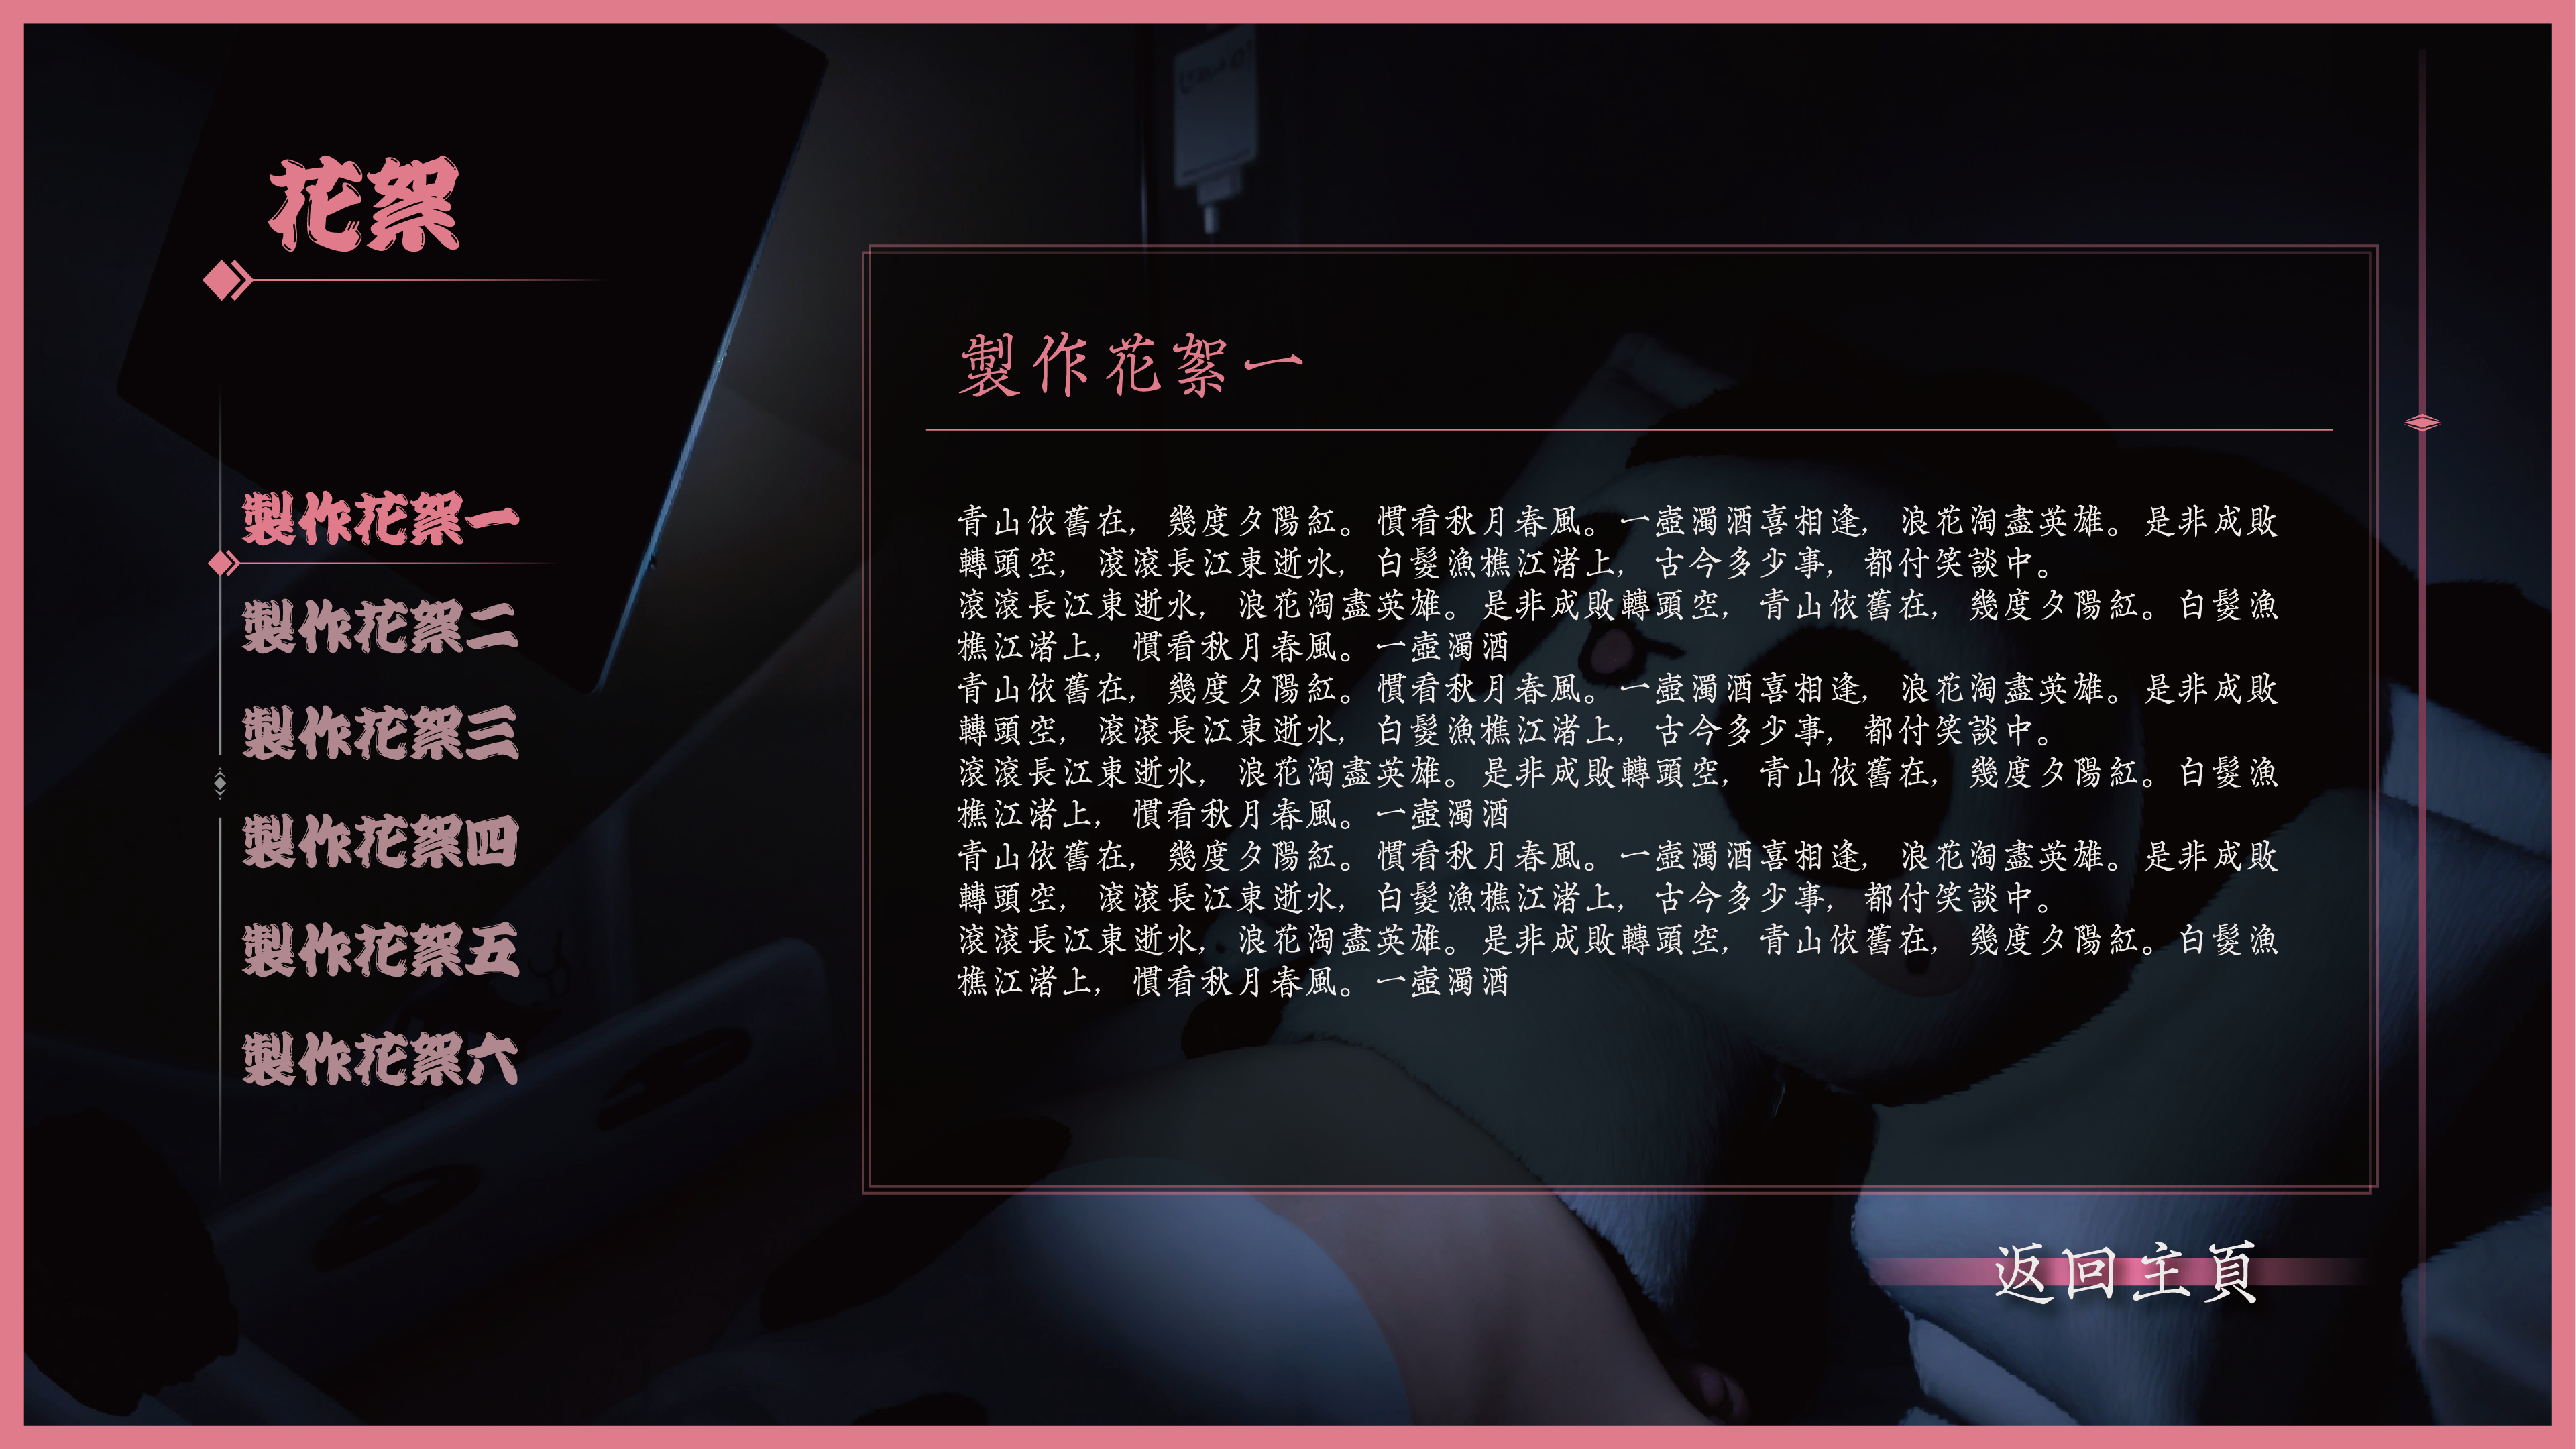 花絮
製作花絮一
製作花絮二
製作花絮三
製作花絮四
製作花絮五
製作花絮六
製作花絮一
青山依舊在，幾度夕陽紅。慣看秋月春風。一壺濁酒喜相逢，浪花淘盡英雄。是非成敗
轉頭空，滾滾長江東逝水，白髮漁樵江渚上，古今多少事，都付笑談中。
滾滾長江東逝水，浪花淘盡英雄。是非成敗轉頭空，青山依舊在，幾度夕陽紅。白髮漁
樵江渚上，慣看秋月春風。一壺濁酒
青山依舊在，幾度夕陽紅。慣看秋月春風。一壺濁酒喜相逢，浪花淘盡英雄。是非成敗
轉頭空，滾滾長江東逝水，白髮漁樵江渚上，古今多少事，都付笑談中。
滾滾長江東逝水，浪花淘盡英雄。是非成敗轉頭空，青山依舊在，幾度夕陽紅。白髮漁
樵江渚上，慣看秋月春風。一壺濁酒
青山依舊在，幾度夕陽紅。慣看秋月春風。一壺濁酒喜相逢，浪花淘盡英雄。是非成敗
轉頭空，滾滾長江東逝水，白髮漁樵江渚上，古今多少事，都付笑談中。
滾滾長江東逝水，浪花淘盡英雄。是非成敗轉頭空，青山依舊在，幾度夕陽紅。白髮漁
樵江渚上，慣看秋月春風。一壺濁酒
返回主頁